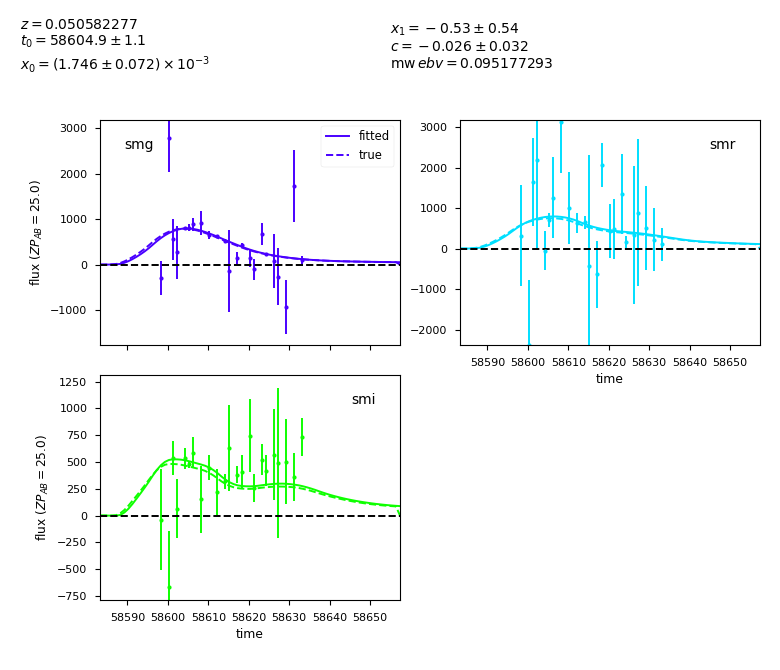 z = 0.050582277
t₀ = 58604.9 ± 1.1
x₀ = (1.746 ± 0.072) × 10⁻³
x₁ = −0.53 ± 0.54
c = −0.026 ± 0.032
mw ebv = 0.095177293
smg
fitted
true
3000
2000
1000
0
−1000
flux (ZP_AB = 25.0)
smr
3000
2000
1000
0
−1000
−2000
58590 58600 58610 58620 58630 58640 58650
time
smi
1250
1000
750
500
250
0
−250
−500
−750
flux (ZP_AB = 25.0)
58590 58600 58610 58620 58630 58640 58650
time